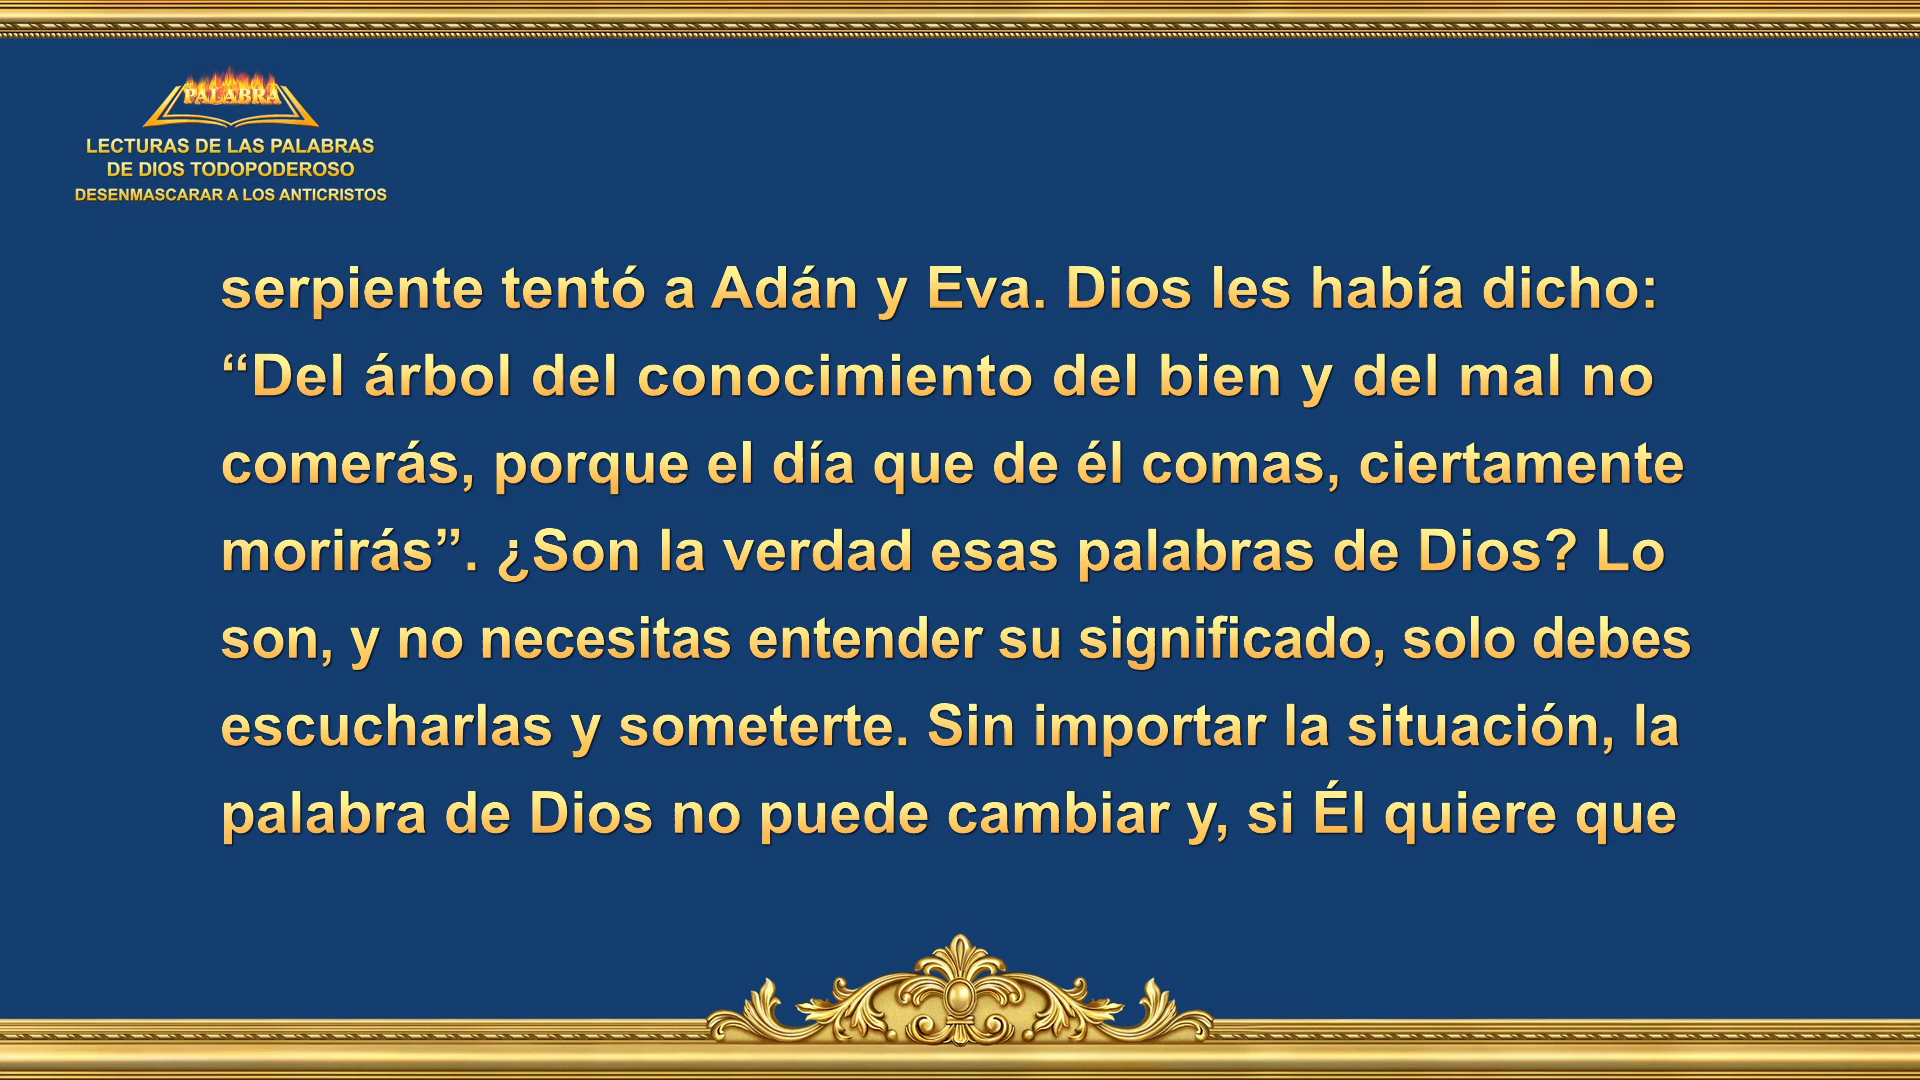 PALABRA
LECTURAS DE LAS PALABRAS
DE DIOS TODOPODEROSO
DESENMASCARAR A LOS ANTICRISTOS
serpiente tentó a Adán y Eva. Dios les había dicho:
“Del árbol del conocimiento del bien y del mal no
comerás, porque el día que de él comas, ciertamente
morirás”. ¿Son la verdad esas palabras de Dios? Lo
son, y no necesitas entender su significado, solo debes
escucharlas y someterte. Sin importar la situación, la
palabra de Dios no puede cambiar y, si Él quiere que